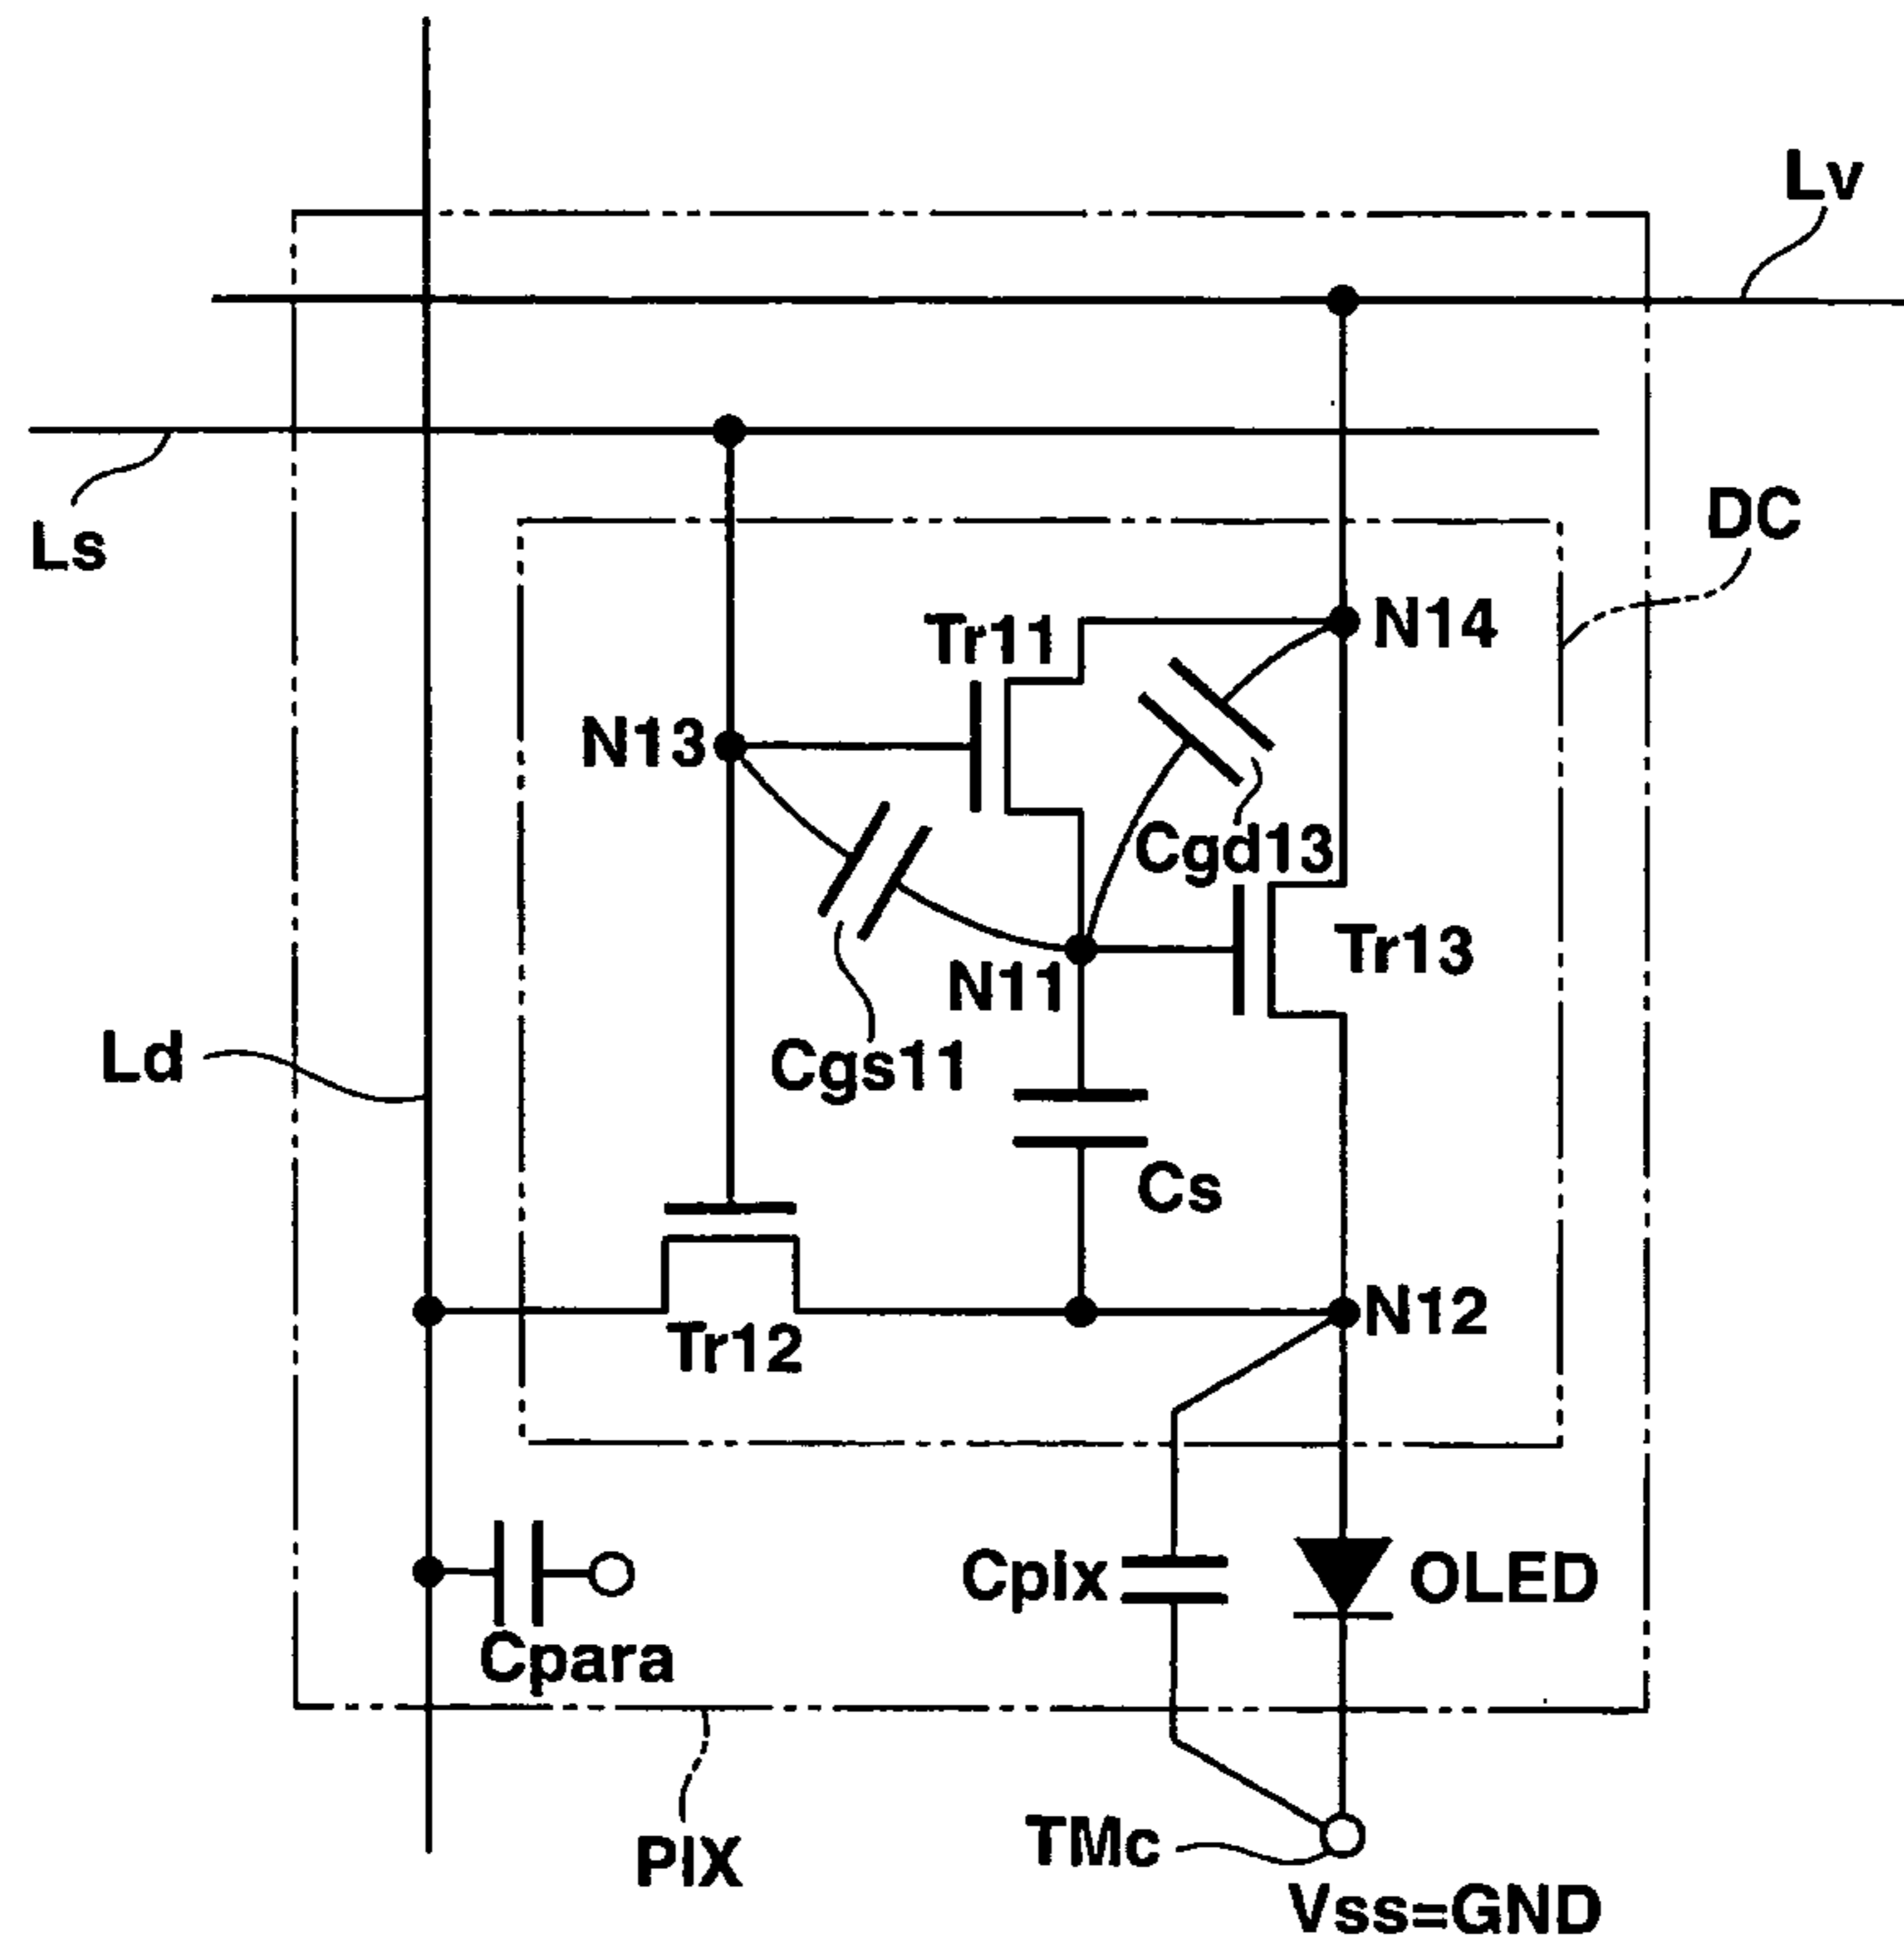 Lv
Ls
DC
Tr11
N14
N13
Cgd13
Tr13
N11
Ld
Cgs11
Cs
N12
Tr12
Cpix
OLED
Cpara
TMc
PIX
Vss=GND